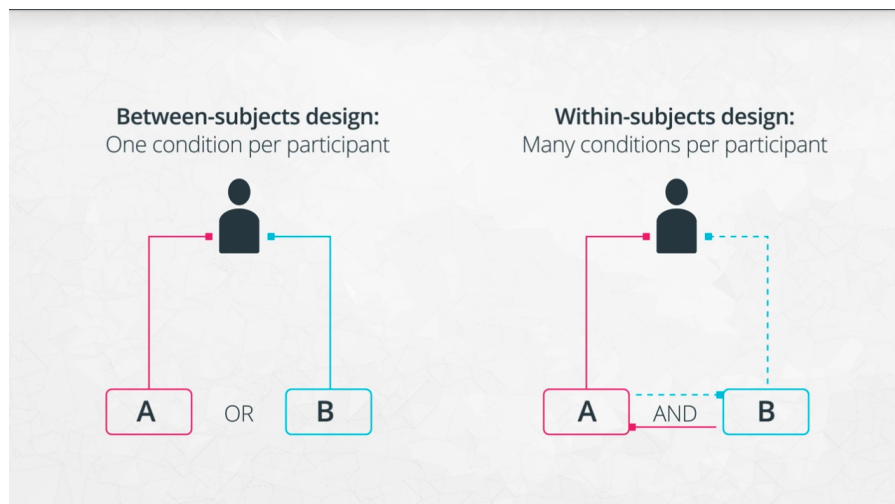 Between-subjects design:
One condition per participant
A
OR
B
Within-subjects design:
Many conditions per participant
A
AND
B